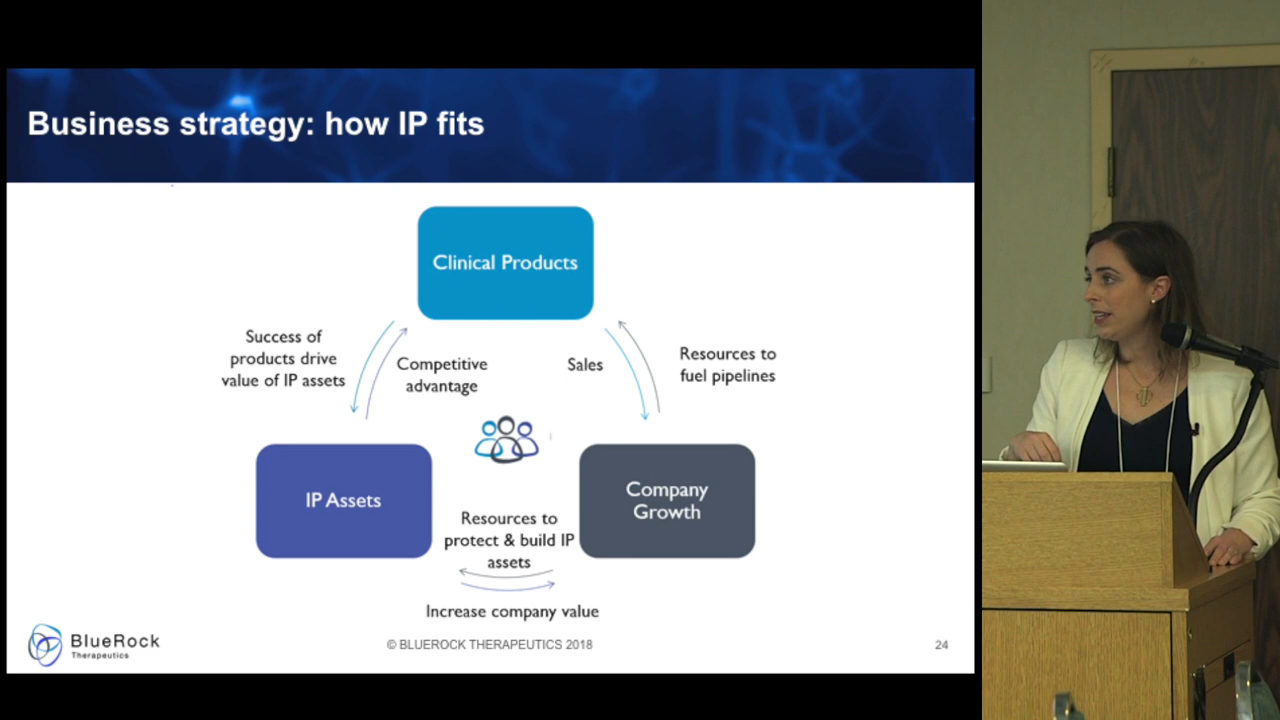 Business strategy: how IP fits
Clinical Products
Success of
products drive
value of IP assets
Competitive
advantage
Sales
Resources to
fuel pipelines
IP Assets
Company
Growth
Resources to
protect & build IP
assets
Increase company value
BlueRock
Therapeutics
© BLUEROCK THERAPEUTICS 2018
24